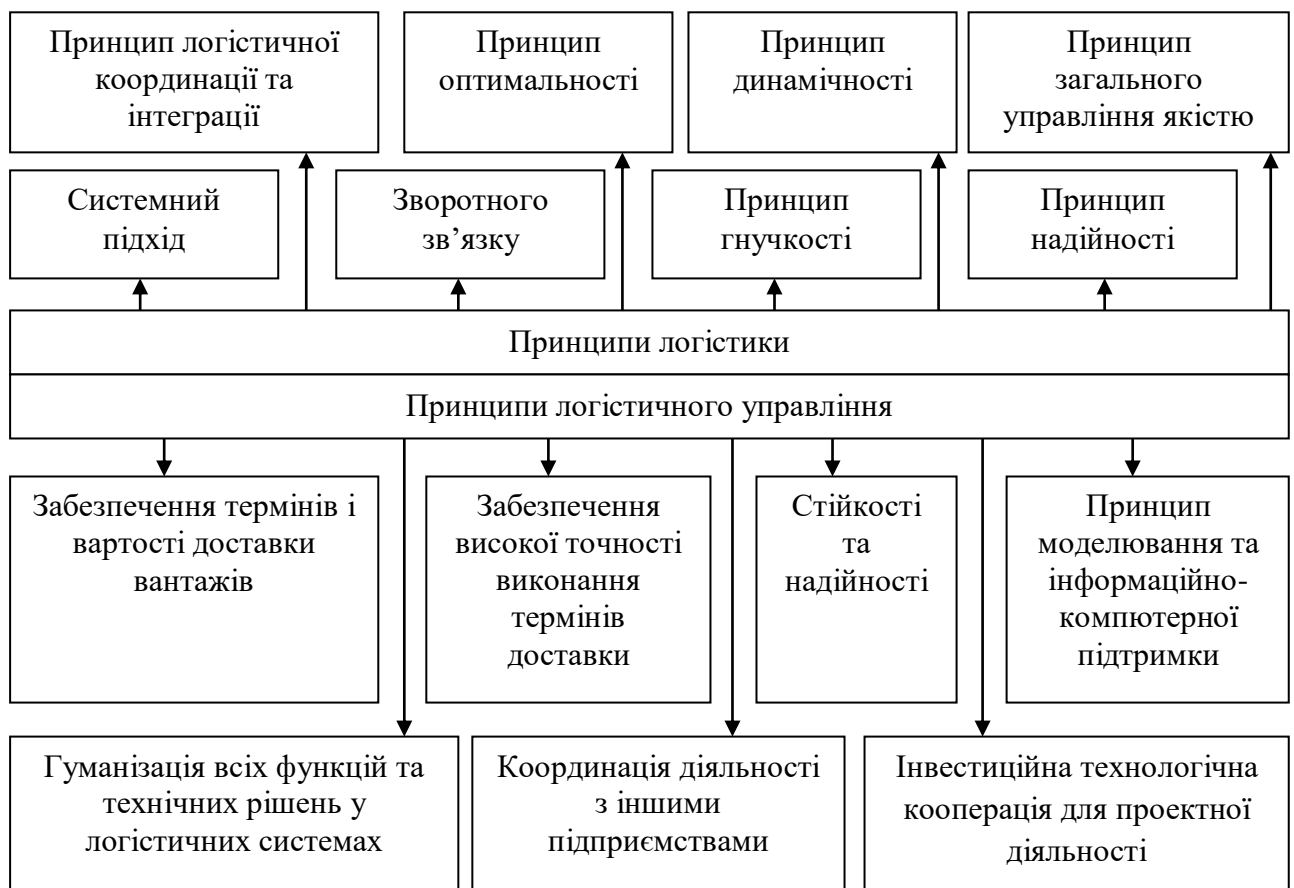 Принцип логістичної
координації та
інтеграції
Принцип
оптимальності
Принцип
динамічності
Принцип
загального
управління якістю
Системний
підхід
Зворотного
зв’язку
Принцип
гнучкості
Принцип
надійності
Принципи логістики
Принципи логістичного управління
Забезпечення термінів і
вартості доставки
вантажів
Забезпечення
високої точності
виконання
термінів
доставки
Стійкості
та
надійності
Принцип
моделювання та
інформаційно-
компютерної
підтримки
Гуманізація всіх функцій та
технічних рішень у
логістичних системах
Координація діяльності
з іншими
підприємствами
Інвестиційна технологічна
кооперація для проектної
діяльності